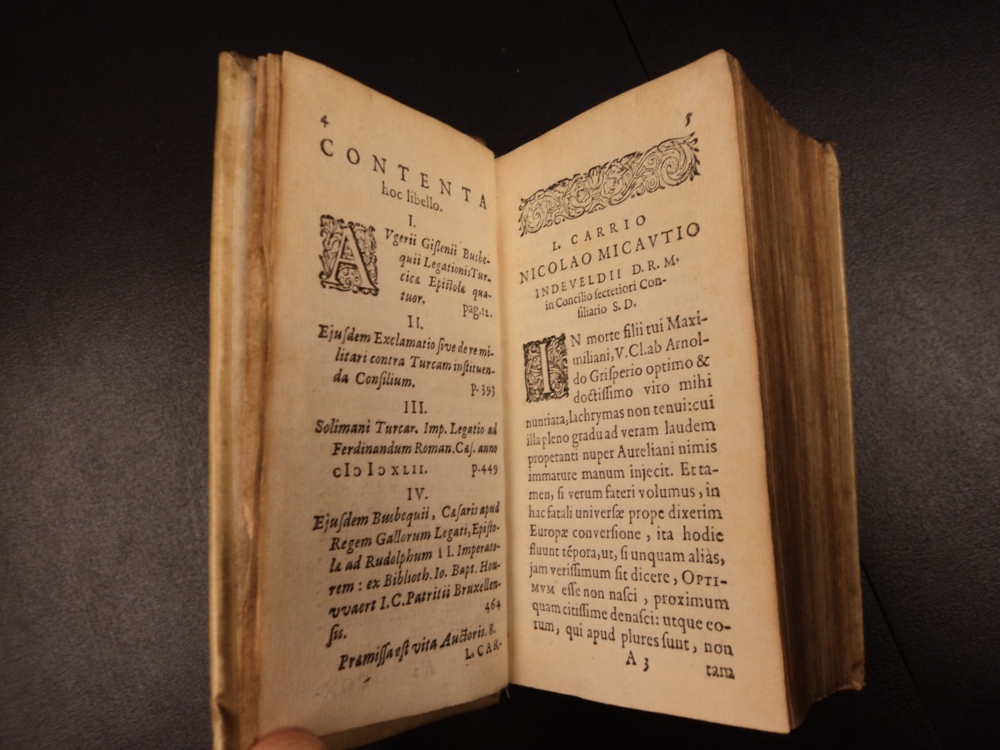 4
CONTENTA
hoc libello.
I.
AVgerii Gislenii Busbe-
quii Legationis Tur-
cicæ Epistolæ qua-
tuor. pag.12.
II.
Ejusdem Exclamatio sive de re mi-
litari contra Turcam instituen-
da Consilium. p.393
III.
Solimani Turcar. Imp. Legatio ad
Ferdinandum Roman. Cæs. anno
cIↄ Iↄ XLII. p.449
IV.
Ejusdem Busbequii, Cæsaris apud
Regem Gallorum Legati, Episto-
læ ad Rudolphum II. Imperato-
rem : ex Biblioth. Io. Bapt. Hou-
vvaert I.C. Patritii Bruxellen-
sis. 464
Præmissa est vita Auctoris. 8.
L. CAR-
5
L. CARRIO
NICOLAO MICAVTIO
INDEVELDII D.R.M.
in Concilio secretiori Con-
siliario S. D.
IN morte filii tui Maxi-
miliani, V. Cl. ab Arnol-
do Grisperio optimo &
doctissimo viro mihi
nuntiata, lachrymas non tenui: cui
illa pleno gradu ad veram laudem
properanti nuper Aureliani nimis
immature manum injecit. Et ta-
men, si verum fateri volumus, in
hac fatali universæ prope dixerim
Europæ conversione, ita hodie
fluunt tēpora, ut, si unquam aliàs,
jam verissimum sit dicere, OPTI-
MVM esse non nasci, proximum
quam citissime denasci: utque eo-
rum, qui apud plures sunt, non
A 3 tam